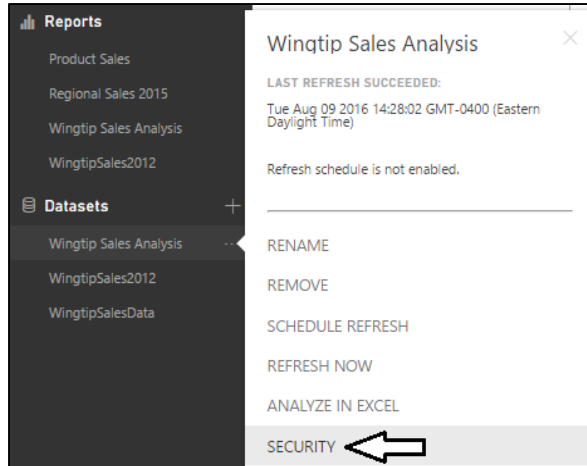 Reports
Product Sales
Regional Sales 2015
Wingtip Sales Analysis
WingtipSales2012
Datasets
Wingtip Sales Analysis
WingtipSales2012
WingtipSalesData
Wingtip Sales Analysis
LAST REFRESH SUCCEEDED:
Tue Aug 09 2016 14:28:02 GMT-0400 (Eastern
Daylight Time)
Refresh schedule is not enabled.
RENAME
REMOVE
SCHEDULE REFRESH
REFRESH NOW
ANALYZE IN EXCEL
SECURITY